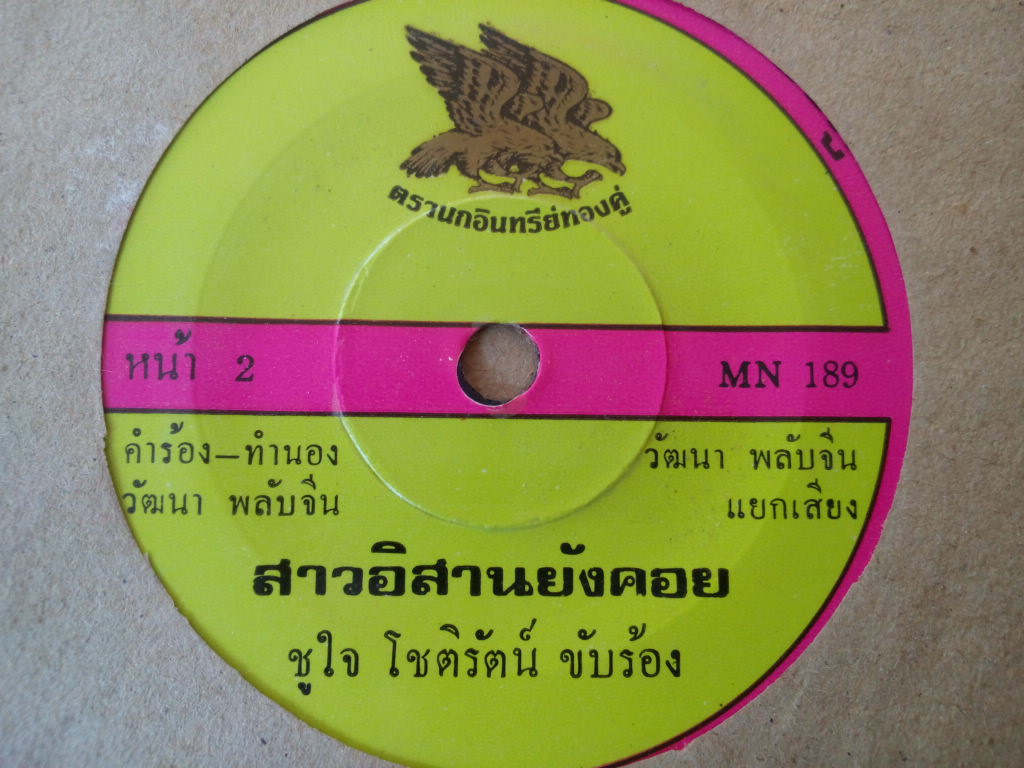 ตรานกอินทรีย์ทองคู่
หน้า 2
MN 189
คำร้อง-ทำนอง
วัฒนา พลับจีน
วัฒนา พลับจีน
แยกเสียง
สาวอิสานยังคอย
ชูใจ โชติรัตน์ ขับร้อง